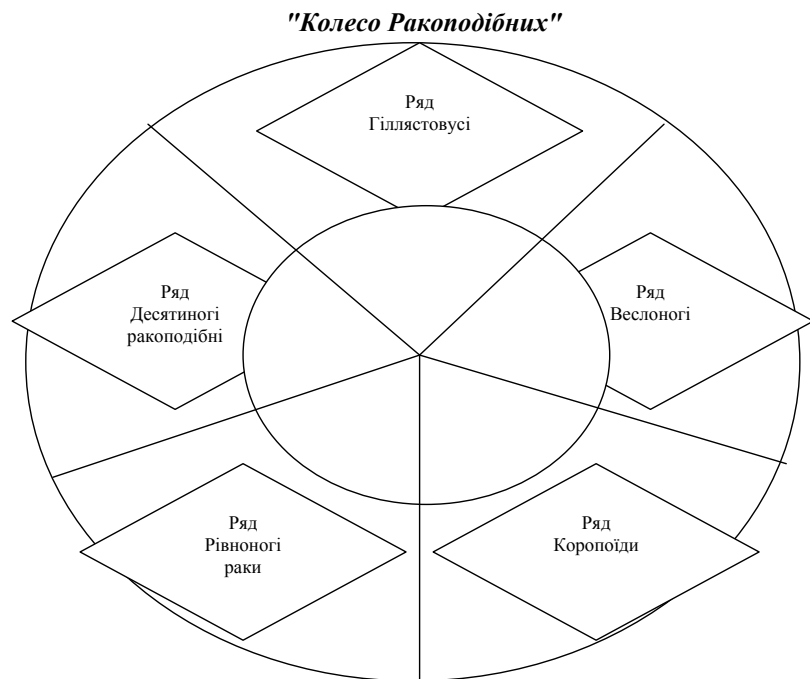 "Колесо Ракоподібних"
Ряд
Гіллястовусі
Ряд
Десятиногі
ракоподібні
Ряд
Веслоногі
Ряд
Рівноногі
раки
Ряд
Коропоїди